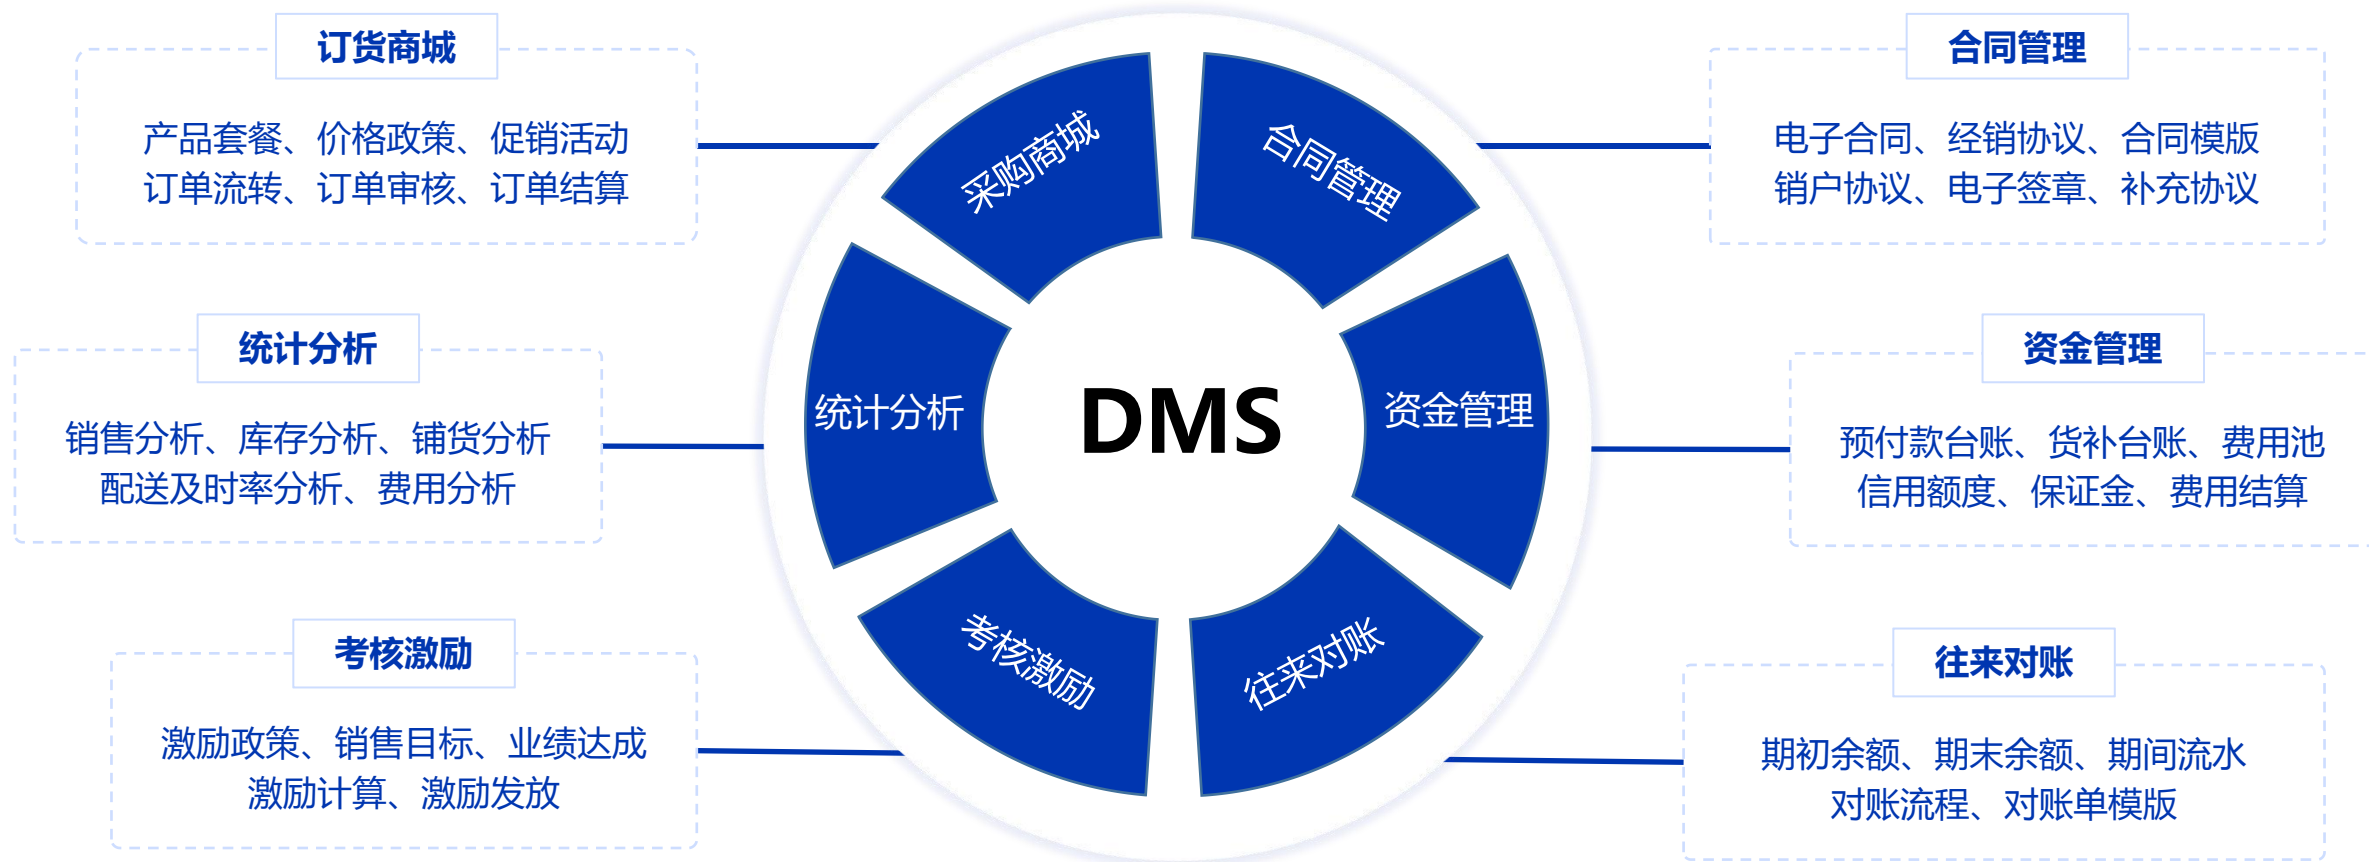 订货商城
产品套餐、价格政策、促销活动
订单流转、订单审核、订单结算
统计分析
销售分析、库存分析、铺货分析
配送及时率分析、费用分析
考核激励
激励政策、销售目标、业绩达成
激励计算、激励发放
采购商城
合同管理
统计分析
DMS
资金管理
考核激励
往来对账
合同管理
电子合同、经销协议、合同模版
销户协议、电子签章、补充协议
资金管理
预付款台账、货补台账、费用池
信用额度、保证金、费用结算
往来对账
期初余额、期末余额、期间流水
对账流程、对账单模版